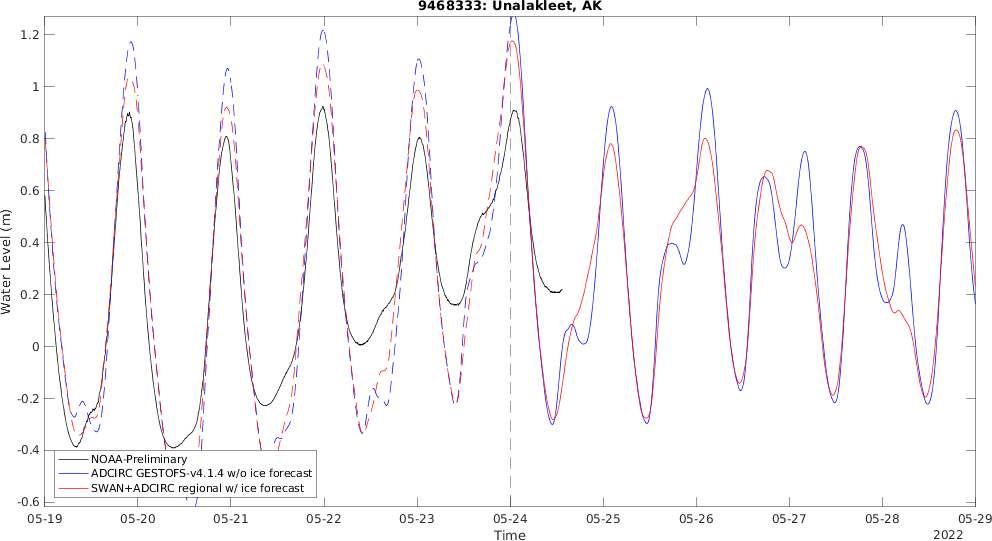 9468333: Unalakleet, AK
1.2
1
0.8
0.6
0.4
0.2
0
-0.2
-0.4
-0.6
Water Level (m)
NOAA-Preliminary
ADCIRC GESTOFS-v4.1.4 w/o ice forecast
SWAN+ADCIRC regional w/ ice forecast
05-19 05-20 05-21 05-22 05-23 05-24 05-25 05-26 05-27 05-28 05-29
Time
2022